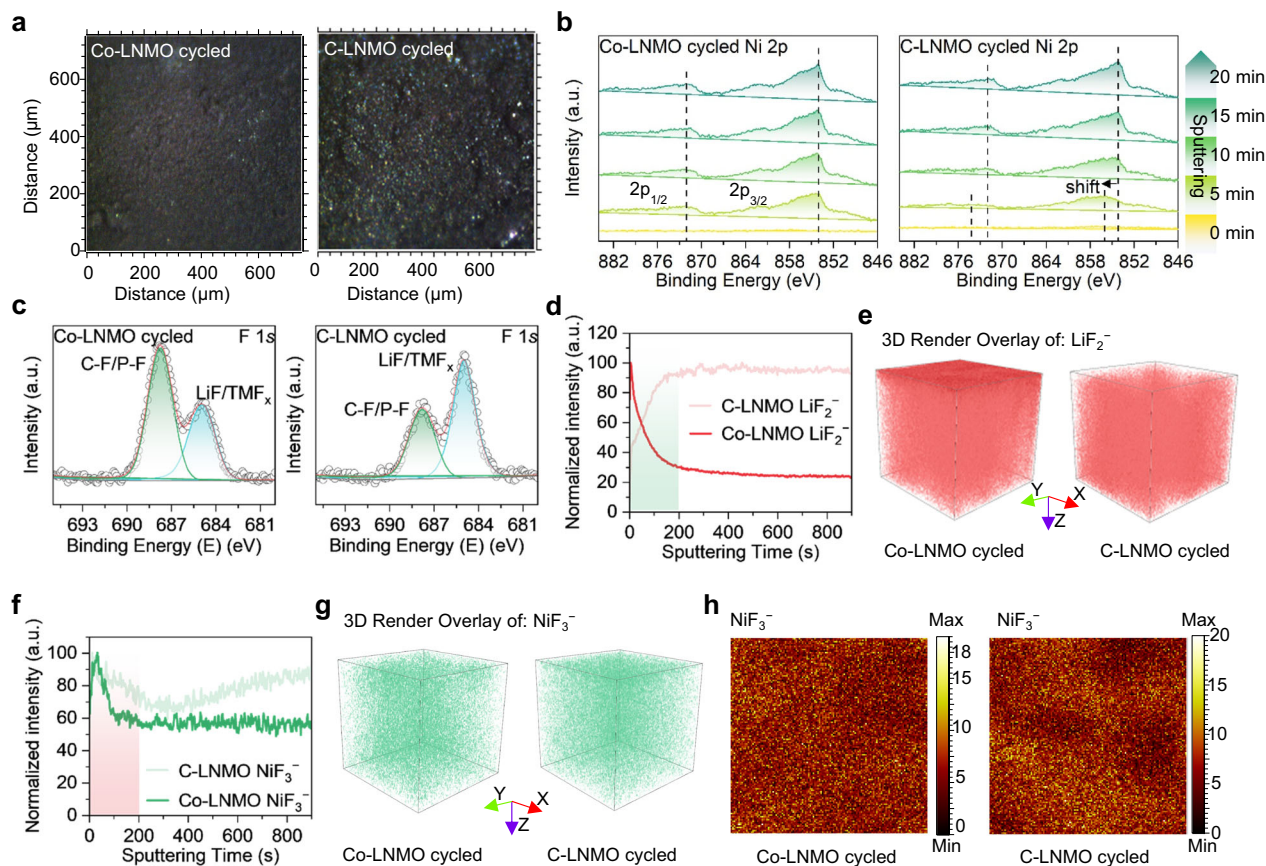 a
Co-LNMO cycled
C-LNMO cycled
Distance (µm)
600
400
200
0
0 200 400 600
Distance (µm)
0 200 400 600
Distance (µm)
b
Co-LNMO cycled Ni 2p
C-LNMO cycled Ni 2p
Intensity (a.u.)
2p1/2
2p3/2
shift
882 876 870 864 858 852 846
Binding Energy (eV)
882 876 870 864 858 852 846
Binding Energy (eV)
Sputtering
20 min
15 min
10 min
5 min
0 min
c
Co-LNMO cycled
F 1s
C-F/P-F
LiF/TMFx
Intensity (a.u.)
693 690 687 684 681
Binding Energy (E) (eV)
C-LNMO cycled
F 1s
LiF/TMFx
C-F/P-F
Intensity (a.u.)
693 690 687 684 681
Binding Energy (E) (eV)
d
Normalized intensity (a.u.)
120
100
80
60
40
20
0
C-LNMO LiF2−
Co-LNMO LiF2−
0 200 400 600 800
Sputtering Time (s)
e
3D Render Overlay of: LiF2−
Y
X
Z
Co-LNMO cycled
C-LNMO cycled
f
Normalized intensity (a.u.)
100
80
60
40
20
0
C-LNMO NiF3−
Co-LNMO NiF3−
0 200 400 600 800
Sputtering Time (s)
g
3D Render Overlay of: NiF3−
Y
X
Z
Co-LNMO cycled
C-LNMO cycled
h
NiF3−
Max
18
15
10
5
0
Min
Co-LNMO cycled
NiF3−
Max
20
15
10
5
0
Min
C-LNMO cycled